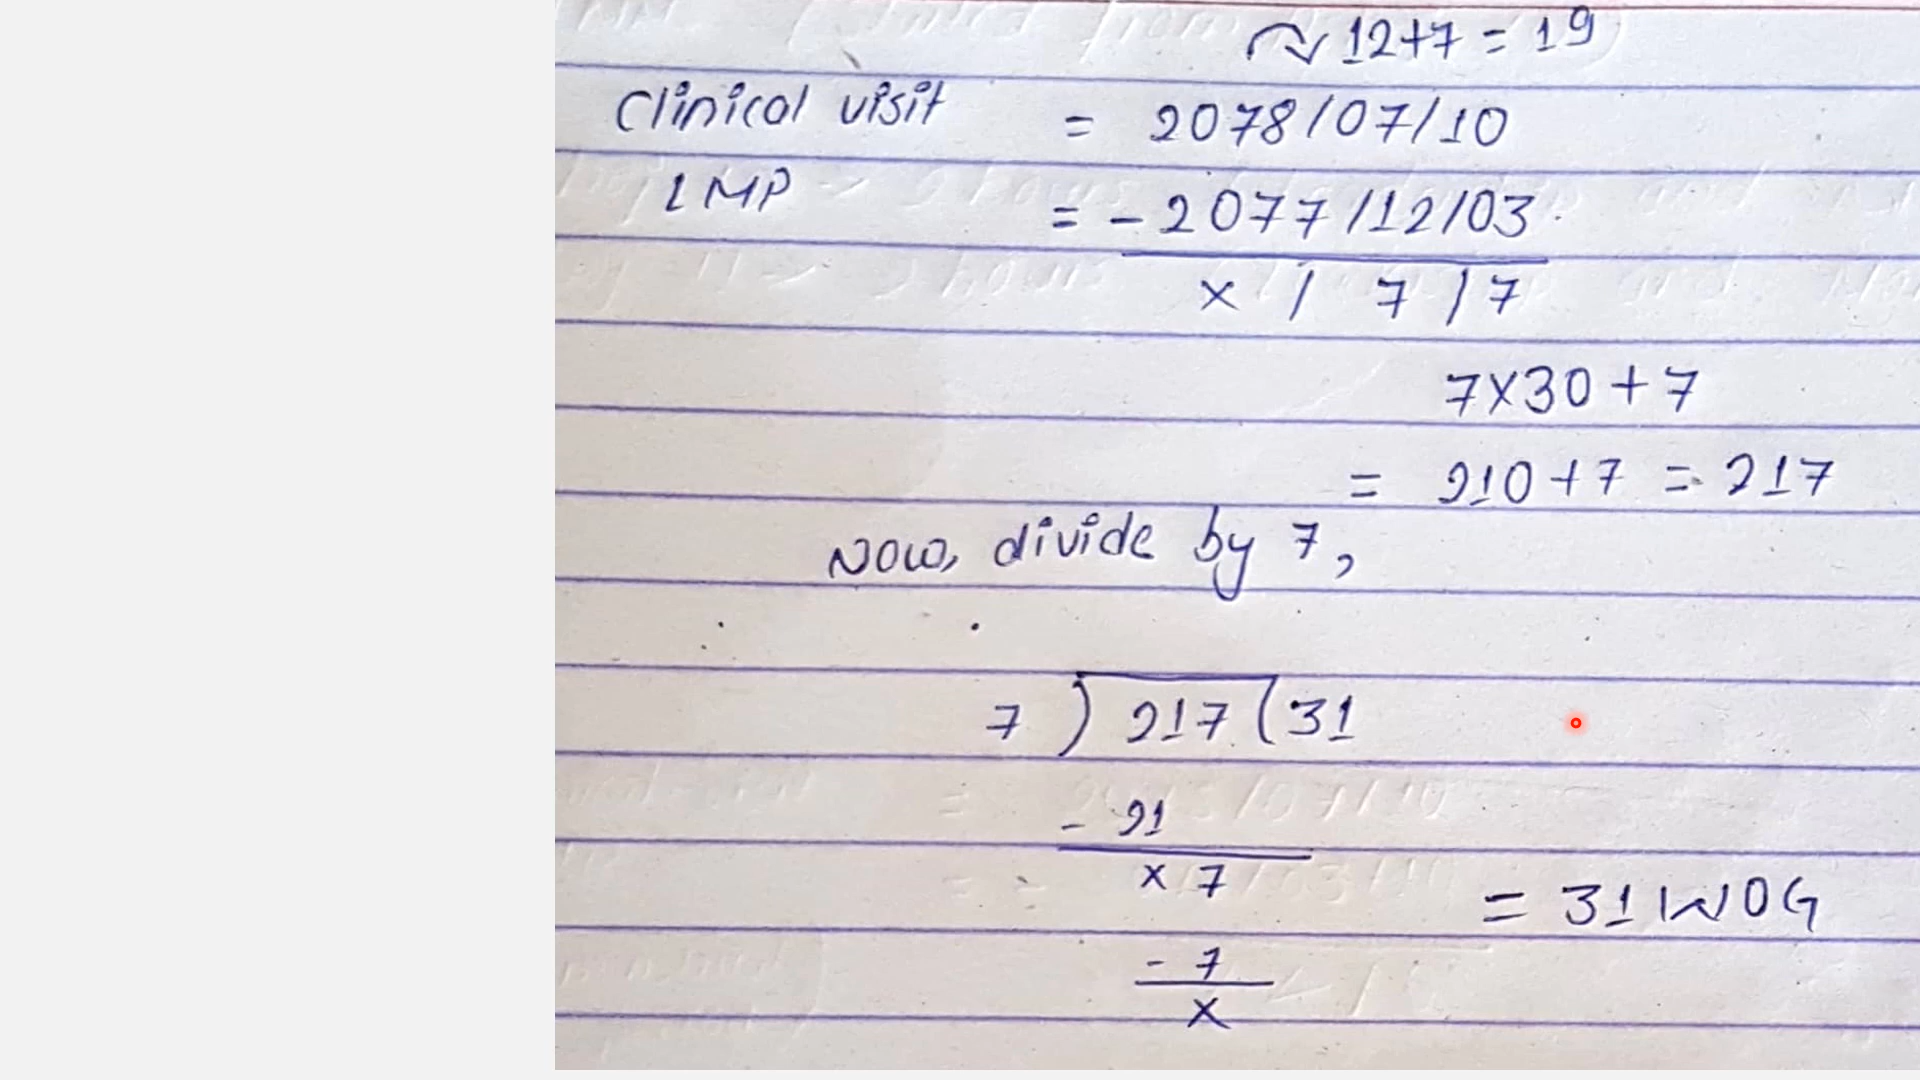 12+7 = 19
Clinical visit = 2078/07/10
LMP = - 2077/12/03
x / 7 / 7
7x30 + 7
= 210 + 7 = 217
Now, divide by 7,
7 ) 217 ( 31
- 21
x 7
= 31 WOG
- 7
x